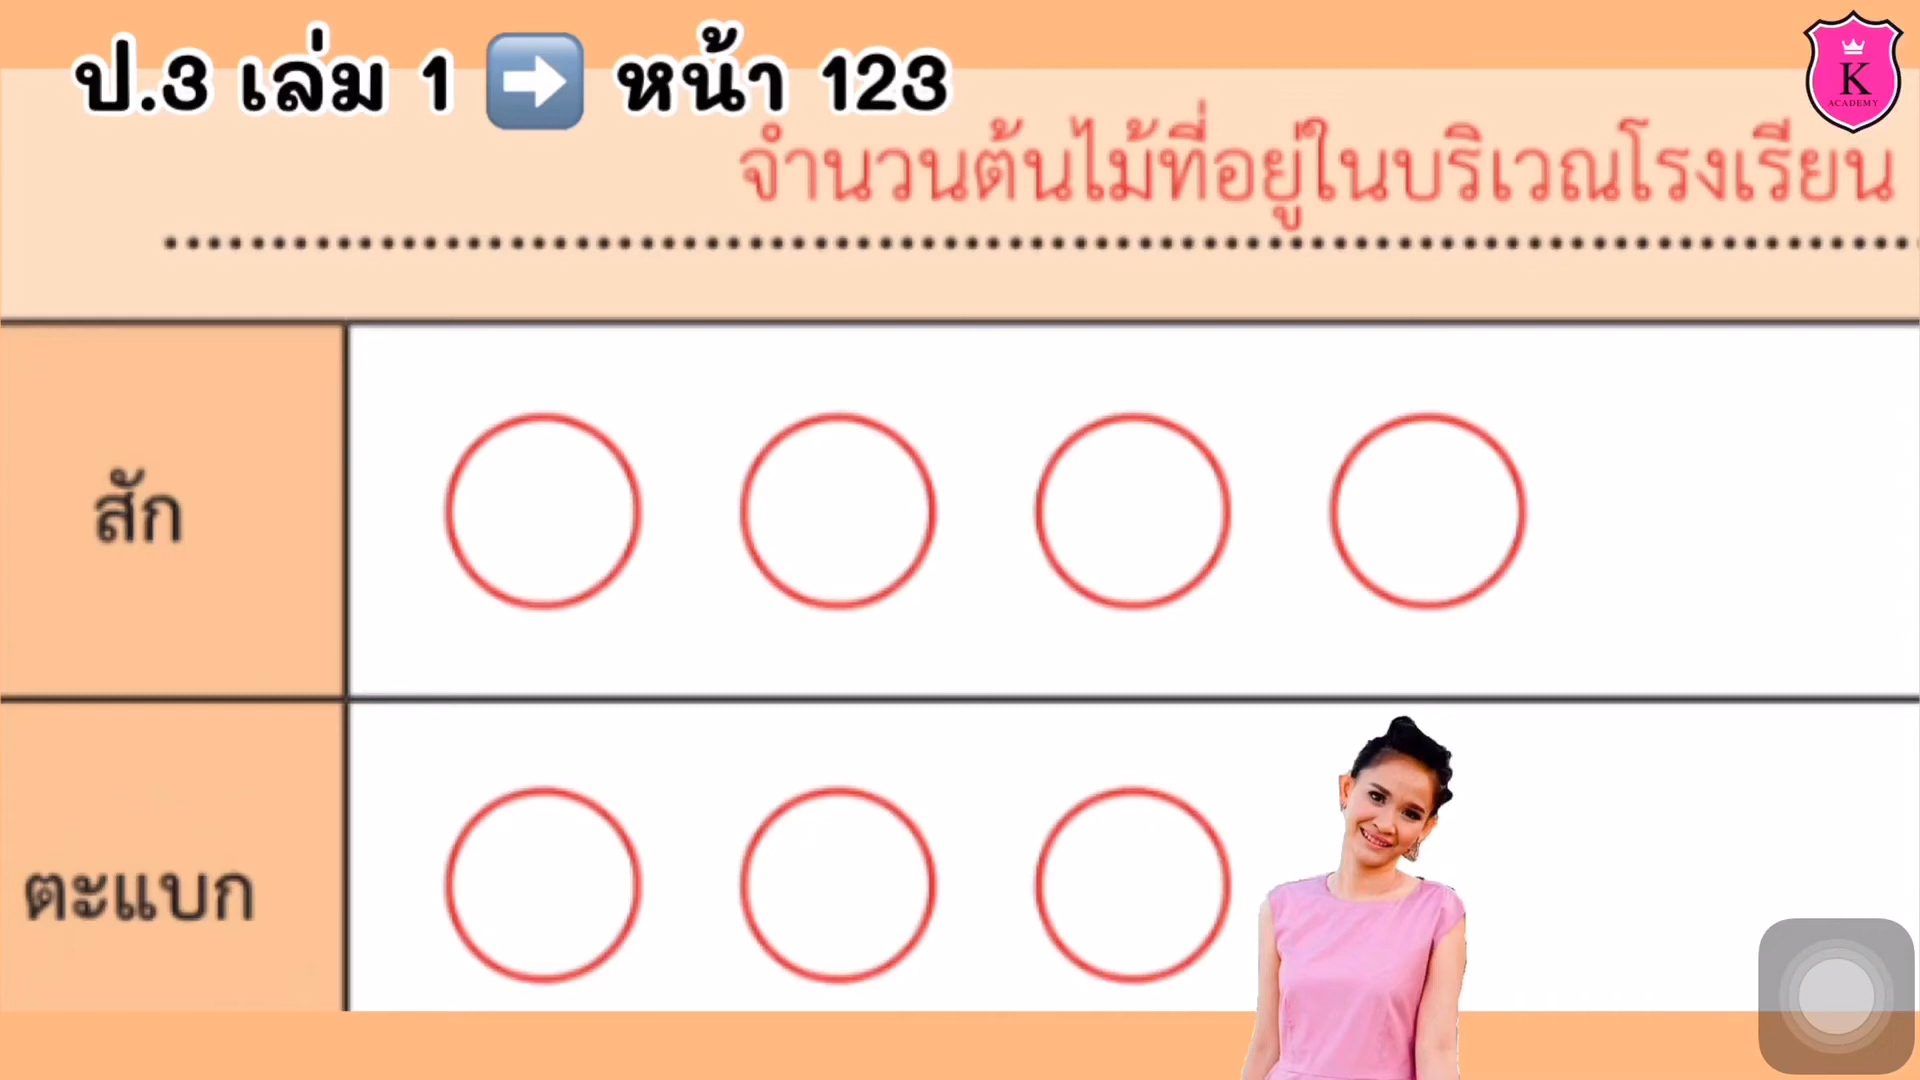 ป.3 เล่ม 1 ➡ หน้า 123
K
ACADEMY
จำนวนต้นไม้ที่อยู่ในบริเวณโรงเรียน
สัก
ตะแบก